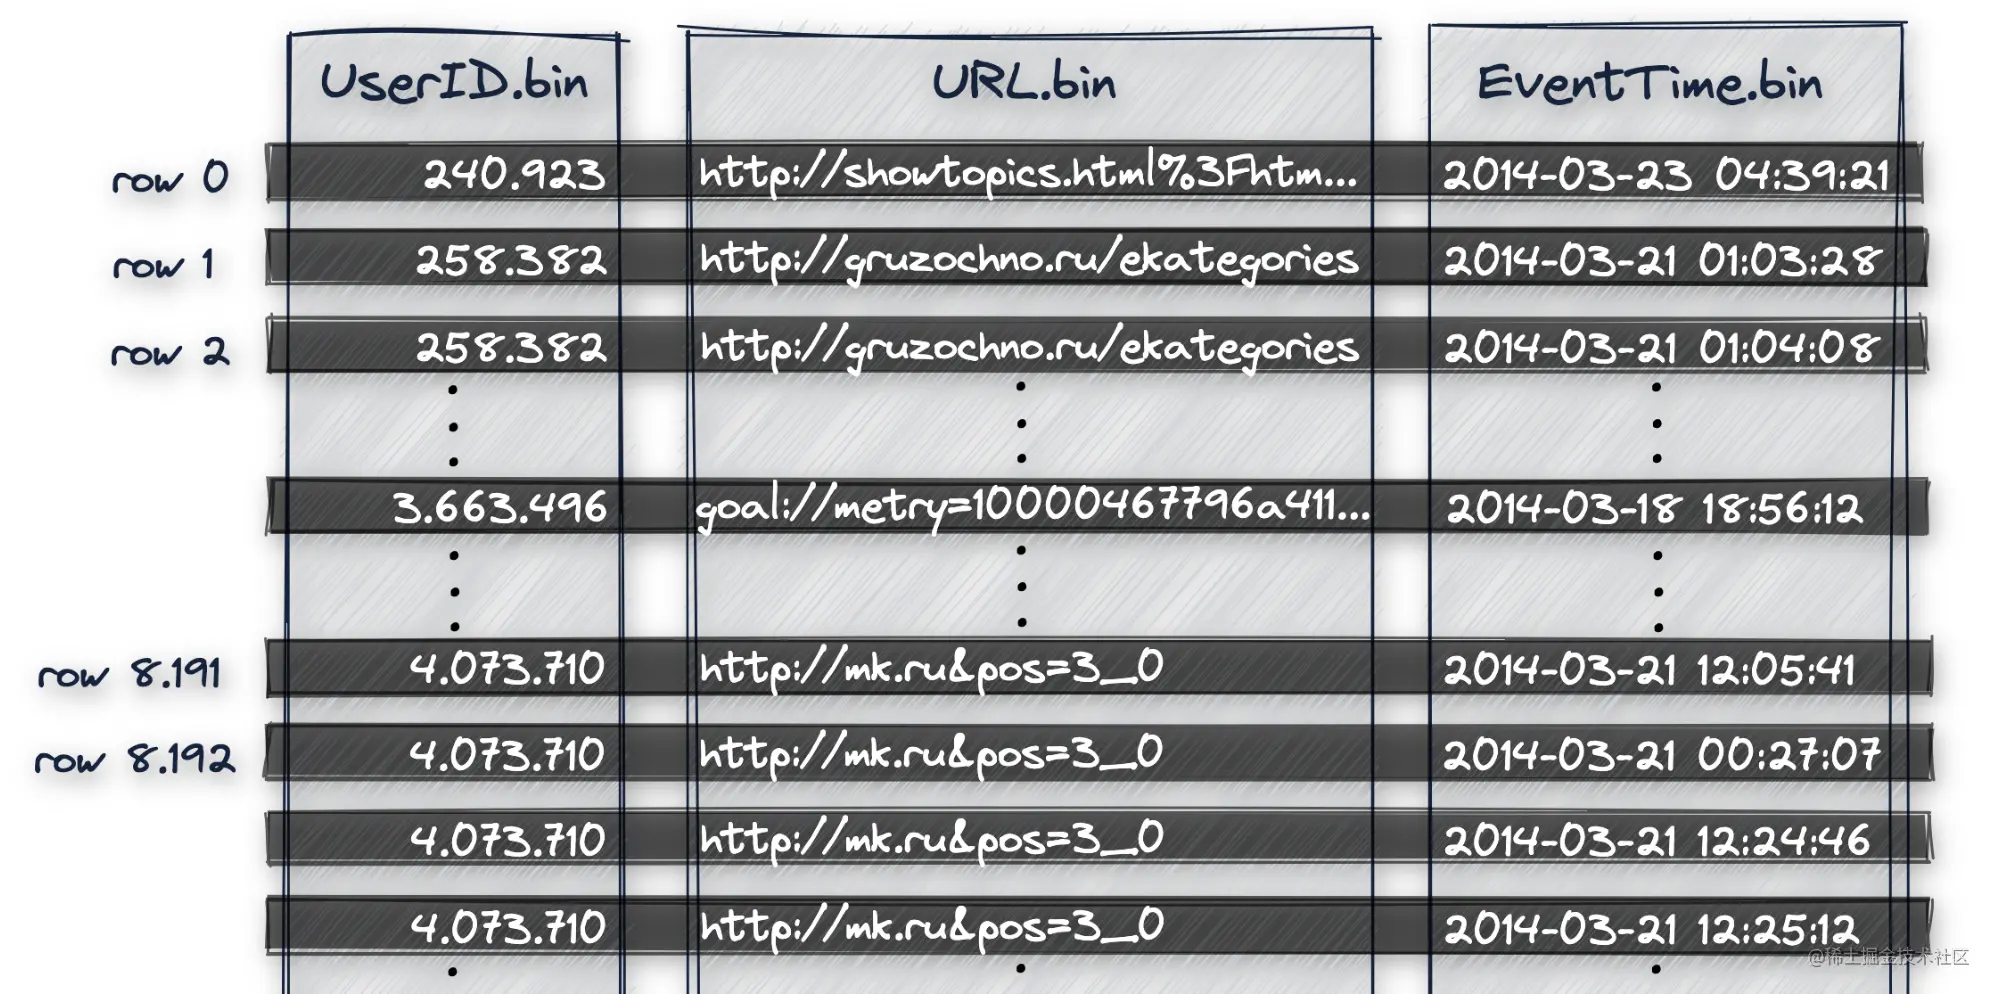 UserID.bin URL.bin EventTime.bin
row 0 240.923 http://showtopics.html%3Fhtm... 2014-03-23 04:39:21
row 1 258.382 http://gruzochno.ru/ekategories 2014-03-21 01:03:28
row 2 258.382 http://gruzochno.ru/ekategories 2014-03-21 01:04:08
3.663.496 goal://metry=10000467796a411... 2014-03-18 18:56:12
row 8.191 4.073.710 http://mk.ru&pos=3_0 2014-03-21 12:05:41
row 8.192 4.073.710 http://mk.ru&pos=3_0 2014-03-21 00:27:07
4.073.710 http://mk.ru&pos=3_0 2014-03-21 12:24:46
4.073.710 http://mk.ru&pos=3_0 2014-03-21 12:25:12
@稀土掘金技术社区